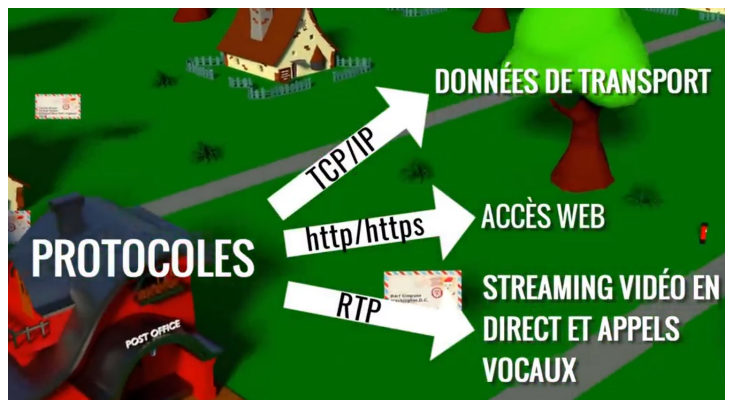 DONNÉES DE TRANSPORT
TCP/IP
ACCÈS WEB
http/https
PROTOCOLES
STREAMING VIDÉO EN
DIRECT ET APPELS
VOCAUX
RTP
POST OFFICE